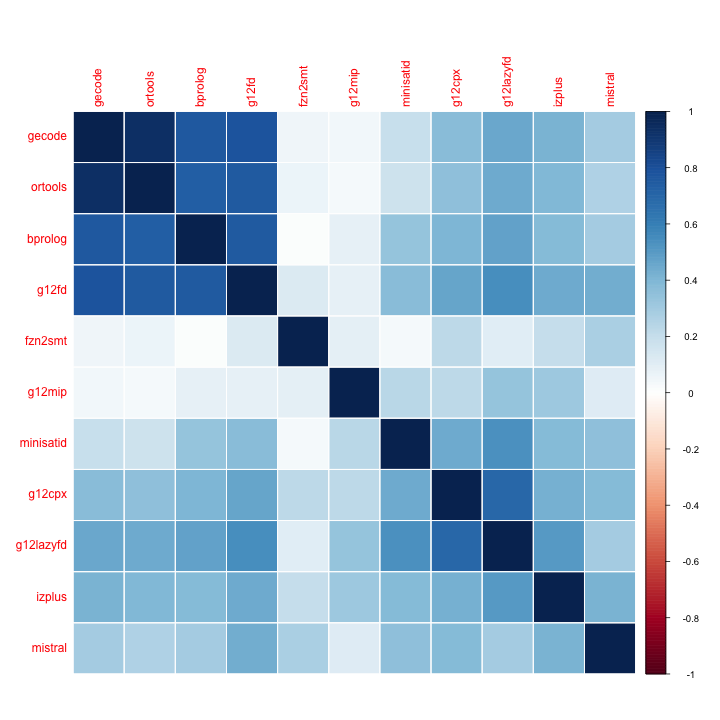 gecode
ortools
bprolog
g12fd
fzn2smt
g12mip
minisatid
g12cpx
g12lazyfd
izplus
mistral
gecode
ortools
bprolog
g12fd
fzn2smt
g12mip
minisatid
g12cpx
g12lazyfd
izplus
mistral
1
0.8
0.6
0.4
0.2
0
-0.2
-0.4
-0.6
-0.8
-1